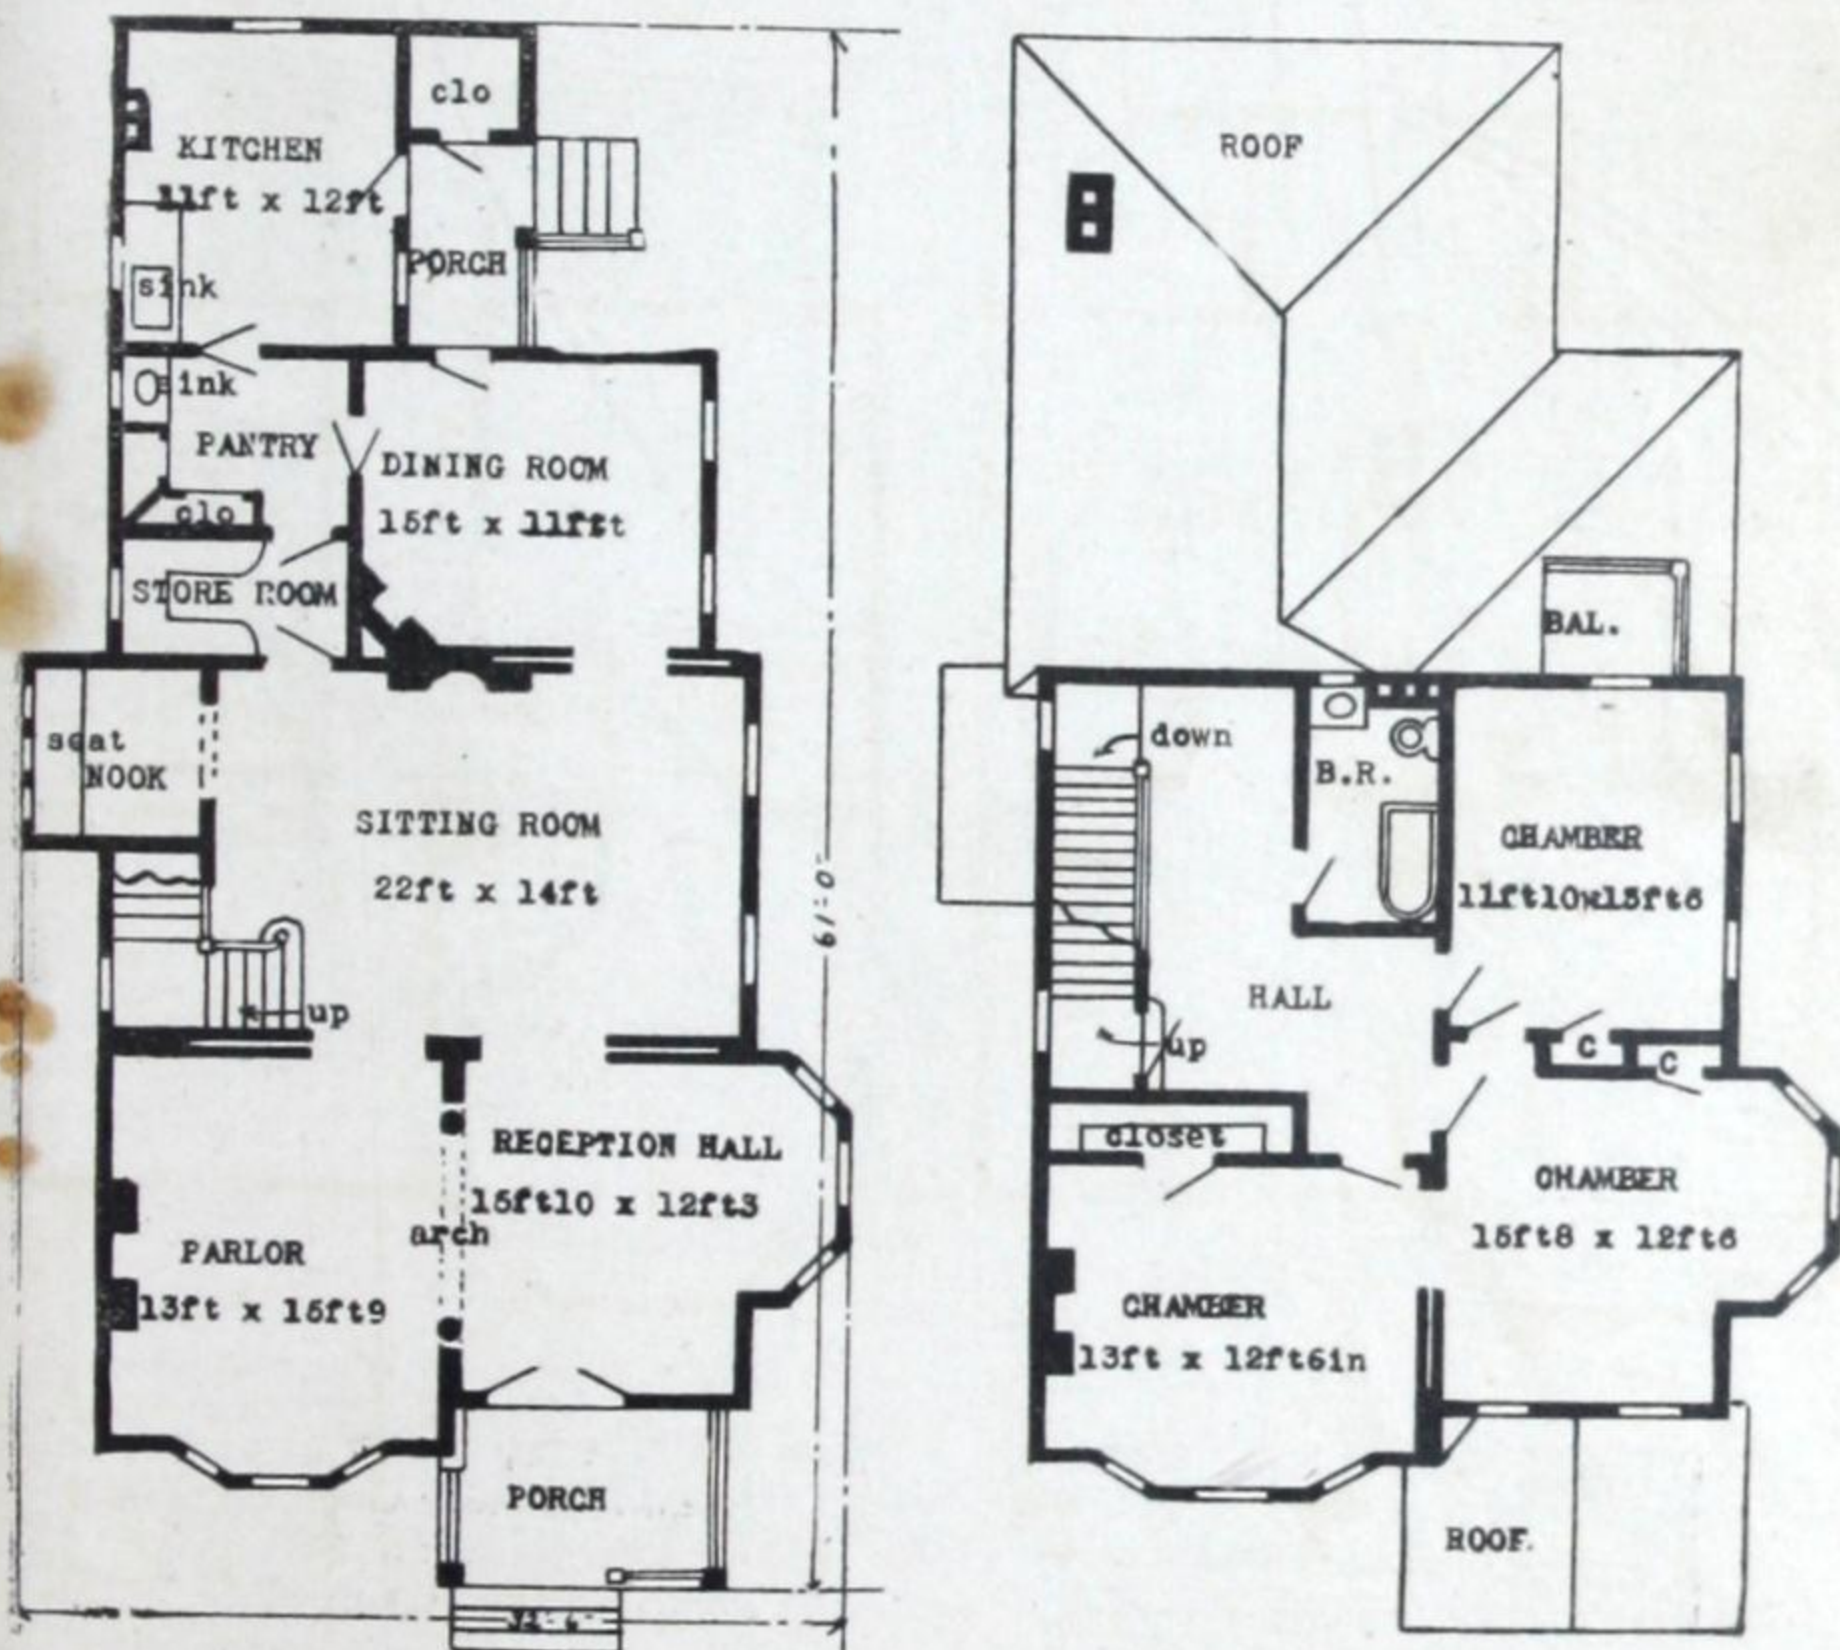 clo
KITCHEN
11ft x 12ft
PORCH
sink
sink
PANTRY
DINING ROOM
15ft x 11ft
clo
STORE ROOM
seat
NOOK
SITTING ROOM
22ft x 14ft
up
61'-0"
RECEPTION HALL
15ft10 x 12ft3
arch
PARLOR
13ft x 15ft9
PORCH
ROOF
BAL.
down
B.R.
CHAMBER
11ft10x15ft6
HALL
up
C
C
closet
CHAMBER
15ft8 x 12ft6
CHAMBER
13ft x 12ft6in
ROOF.